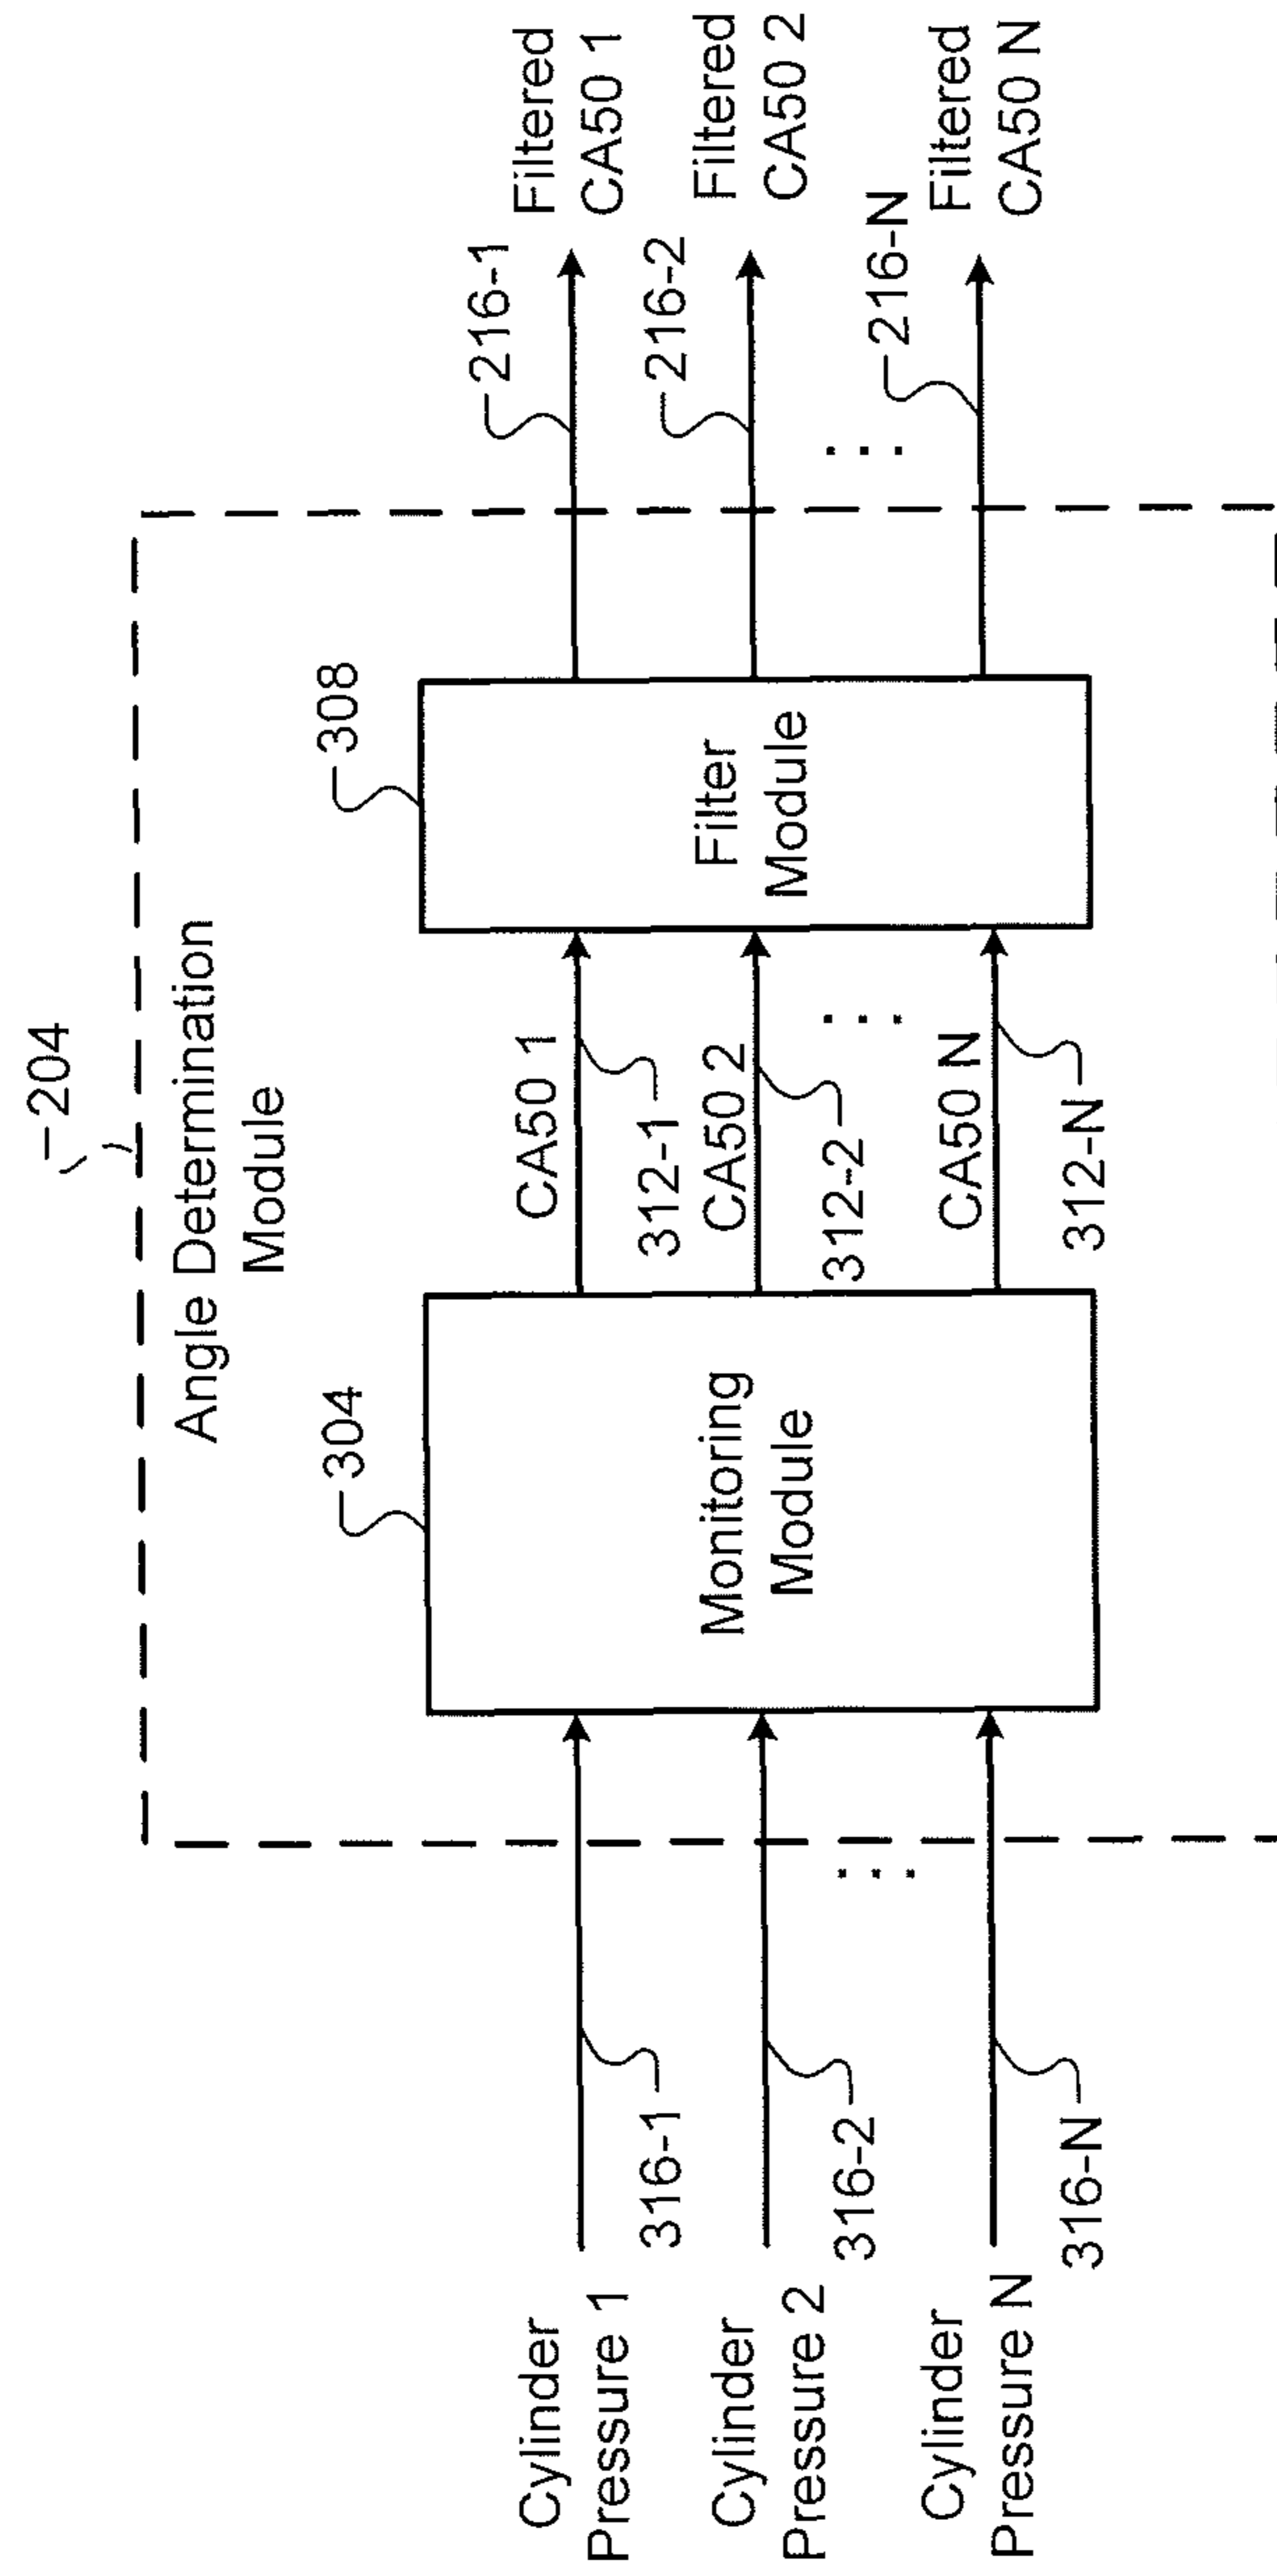 204
Angle Determination
Module
304
308
Cylinder
Pressure 1
316-1
Cylinder
Pressure 2
316-2
Cylinder
Pressure N
316-N
Monitoring
Module
CA50 1
312-1
CA50 2
312-2
CA50 N
312-N
Filter
Module
216-1
Filtered
CA50 1
216-2
Filtered
CA50 2
216-N
Filtered
CA50 N